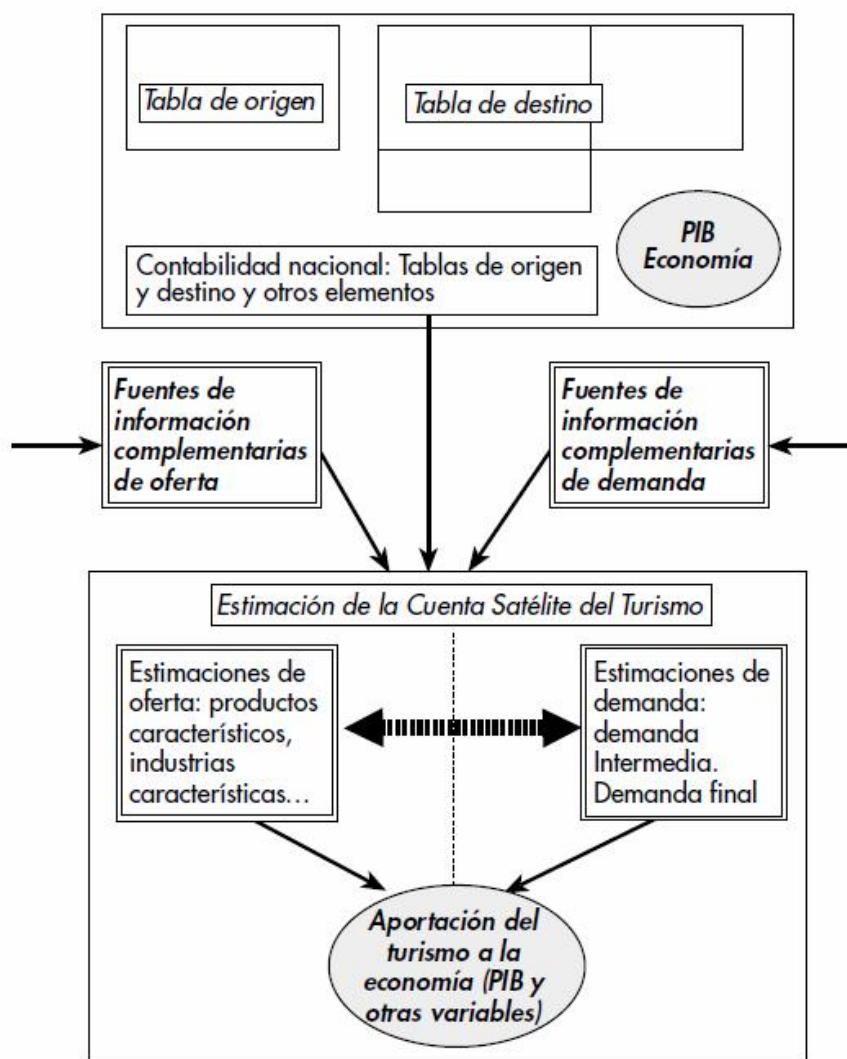 Tabla de origen
Tabla de destino
PIB
Economía
Contabilidad nacional: Tablas de origen
y destino y otros elementos
Fuentes de
información
complementarias
de oferta
Fuentes de
información
complementarias
de demanda
Estimación de la Cuenta Satélite del Turismo
Estimaciones de
oferta: productos
característicos,
industrias
características...
Estimaciones de
demanda:
demanda
Intermedia.
Demanda final
Aportación del
turismo a la
economía (PIB y
otras variables)